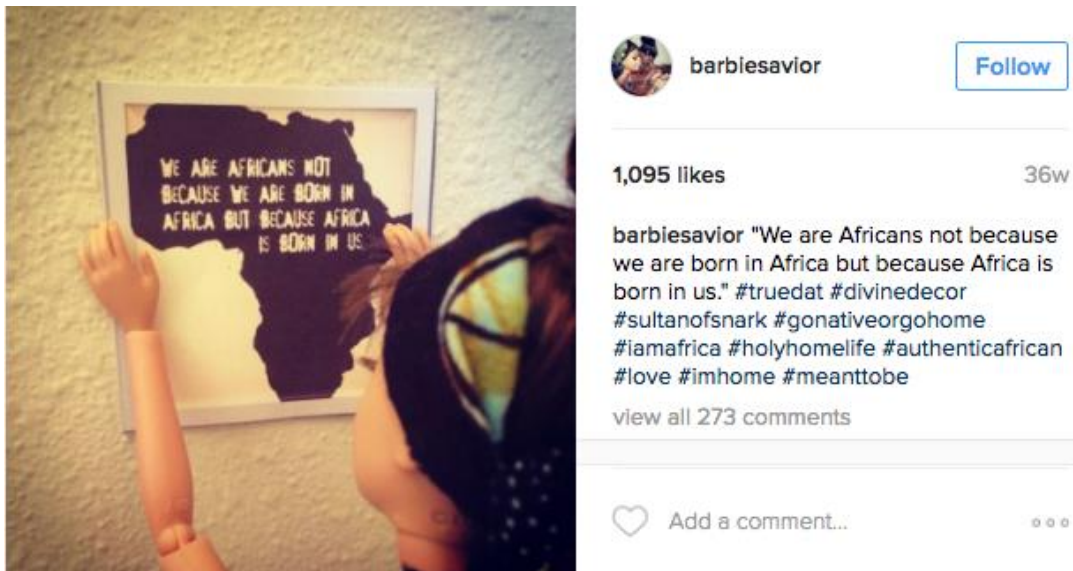 WE ARE AFRICANS NOT
BECAUSE WE ARE BORN IN
AFRICA BUT BECAUSE AFRICA
IS BORN IN US
barbiesavior
Follow
1,095 likes
36w
barbiesavior "We are Africans not because
we are born in Africa but because Africa is
born in us." #truedat #divinedecor
#sultanofsnark #gonativeorgohome
#iamafrica #holyhomelife #authenticafrican
#love #imhome #meanttobe
view all 273 comments
Add a comment...